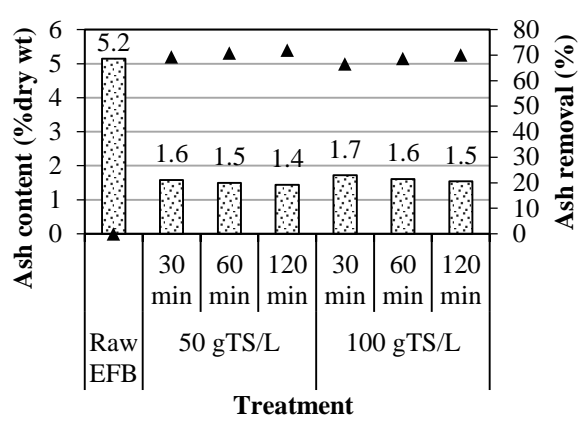 Ash content (%dry wt)
6
5
4
3
2
1
0
5.2
1.6
1.5
1.4
1.7
1.6
1.5
80
70
60
50
40
30
20
10
0
Ash removal (%)
30 min
60 min
120 min
30 min
60 min
120 min
Raw EFB
50 gTS/L
100 gTS/L
Treatment